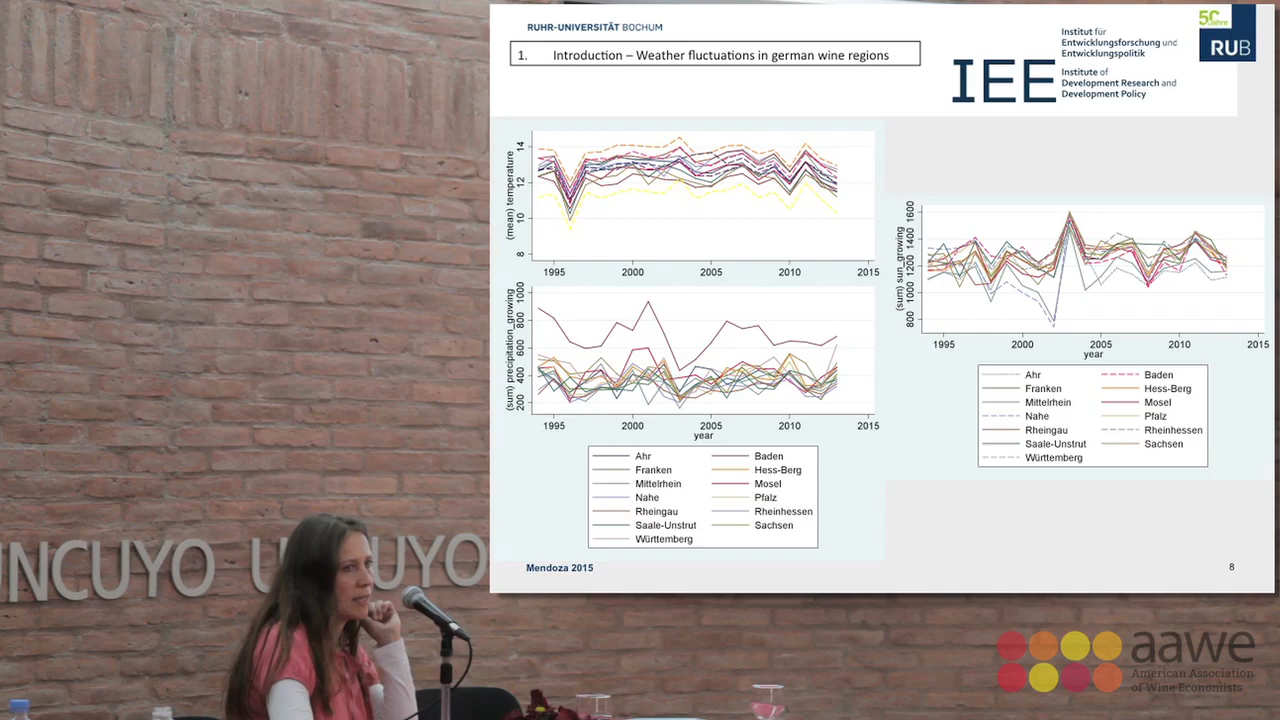 RUHR-UNIVERSITÄT BOCHUM
1. Introduction – Weather fluctuations in german wine regions
IEE
Institut für
Entwicklungsforschung und
Entwicklungspolitik
Institute of
Development Research and
Development Policy
50 Jahre
RUB
(mean) temperature
14
12
10
8
1995 2000 2005 2010 2015
(sum) precipitation_growing
1000
800
600
400
200
1995 2000 2005 2010 2015
year
Ahr Baden
Franken Hess-Berg
Mittelrhein Mosel
Nahe Pfalz
Rheingau Rheinhessen
Saale-Unstrut Sachsen
Württemberg
(sum) sun_growing
1600
1400
1200
1000
800
1995 2000 2005 2010 2015
year
Ahr Baden
Franken Hess-Berg
Mittelrhein Mosel
Nahe Pfalz
Rheingau Rheinhessen
Saale-Unstrut Sachsen
Württemberg
Mendoza 2015
8
UNCUYO UNCUYO
aawe
American Association
of Wine Economists